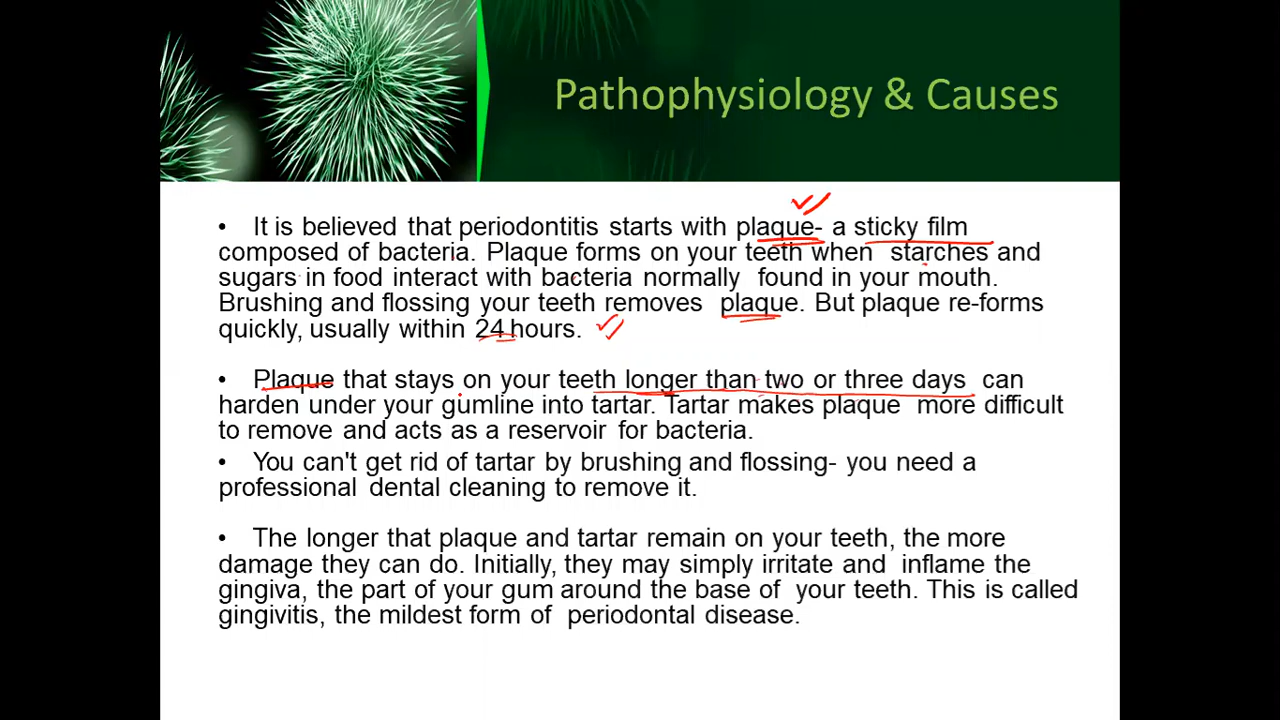 Pathophysiology & Causes
• It is believed that periodontitis starts with plaque- a sticky film
composed of bacteria. Plaque forms on your teeth when starches and
sugars in food interact with bacteria normally found in your mouth.
Brushing and flossing your teeth removes plaque. But plaque re-forms
quickly, usually within 24 hours.
• Plaque that stays on your teeth longer than two or three days can
harden under your gumline into tartar. Tartar makes plaque more difficult
to remove and acts as a reservoir for bacteria.
• You can't get rid of tartar by brushing and flossing- you need a
professional dental cleaning to remove it.
• The longer that plaque and tartar remain on your teeth, the more
damage they can do. Initially, they may simply irritate and inflame the
gingiva, the part of your gum around the base of your teeth. This is called
gingivitis, the mildest form of periodontal disease.